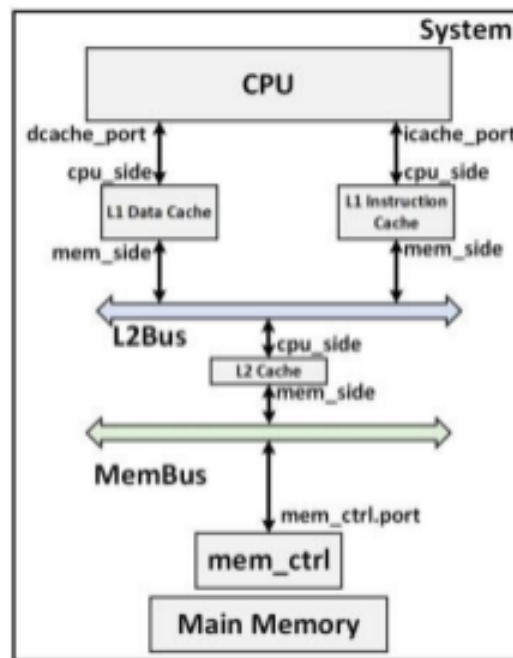 System
CPU
dcache_port
icache_port
cpu_side
cpu_side
L1 Data Cache
L1 Instruction
Cache
mem_side
mem_side
L2Bus
cpu_side
L2 Cache
mem_side
MemBus
mem_ctrl.port
mem_ctrl
Main Memory